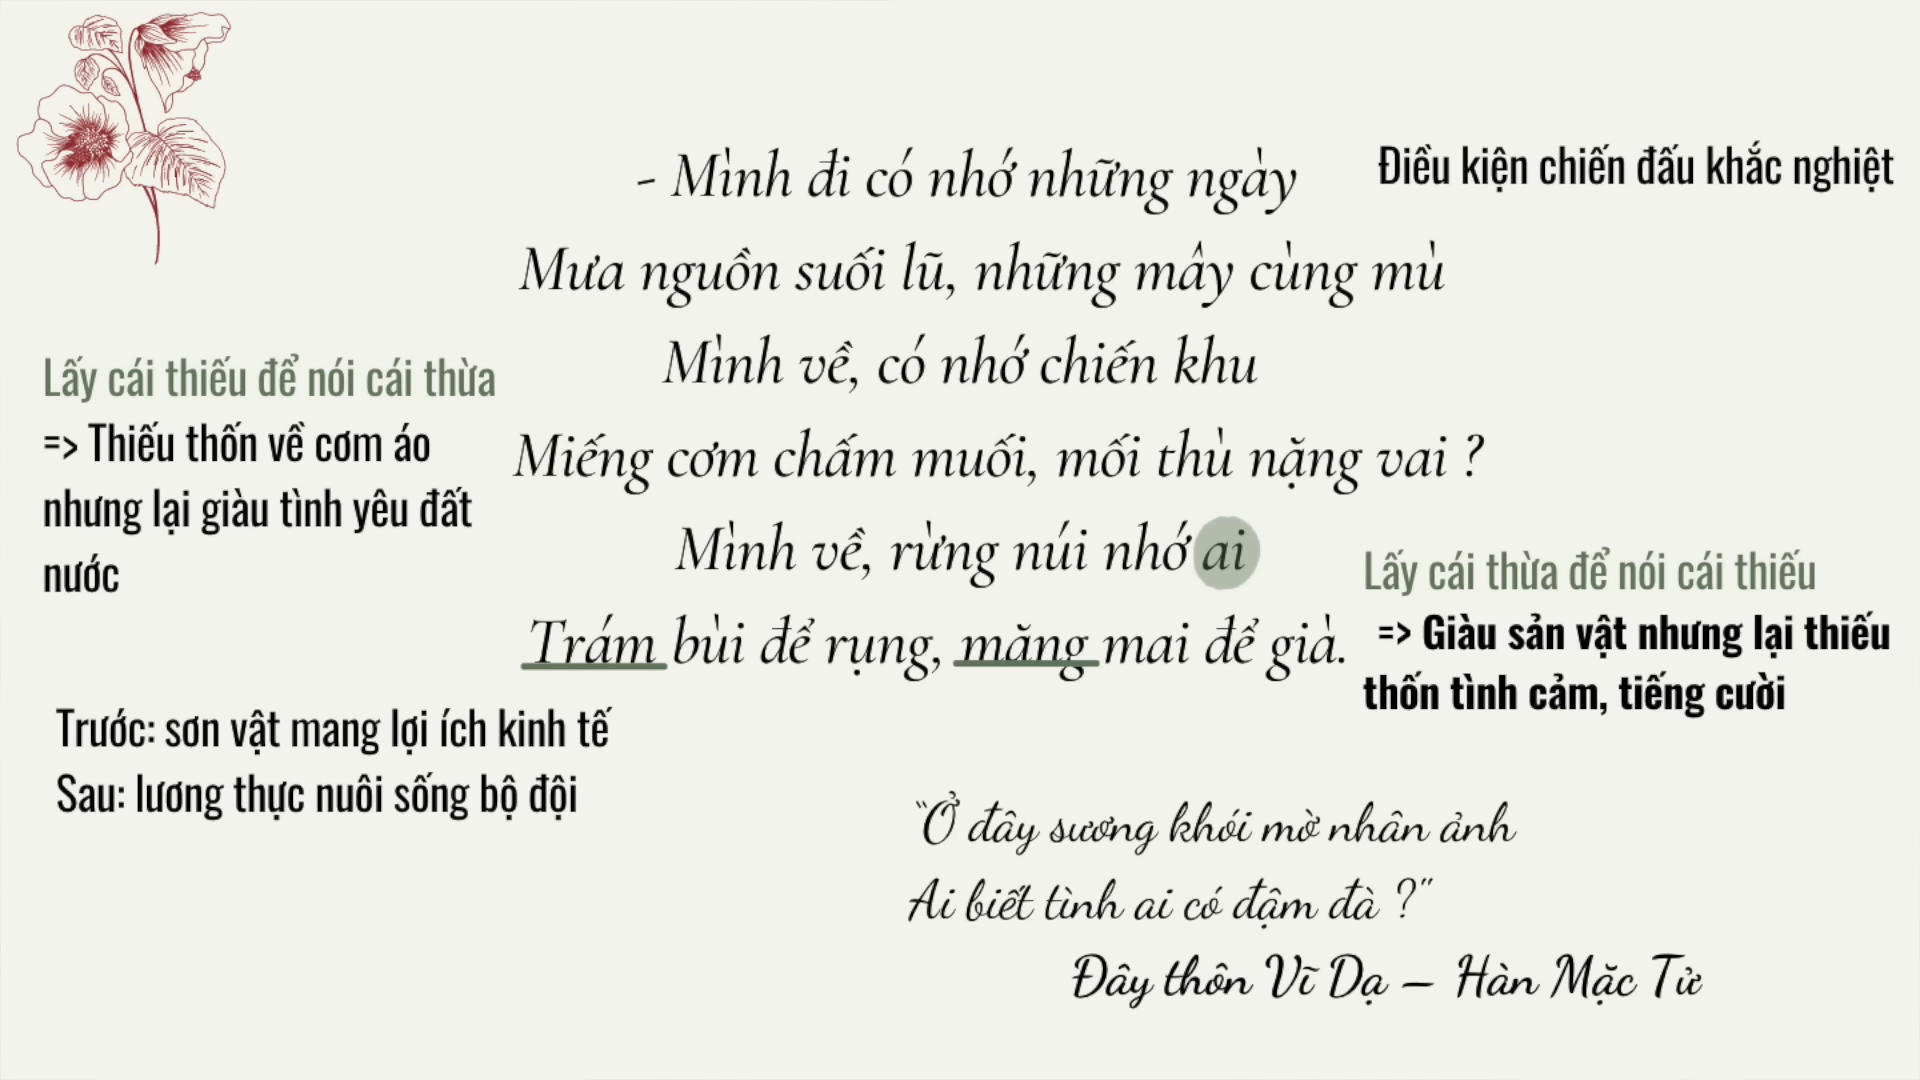 - Mình đi có nhớ những ngày
Mưa nguồn suối lũ, những mây cùng mù
Mình về, có nhớ chiến khu
Miếng cơm chấm muối, mối thù nặng vai ?
Mình về, rừng núi nhớ ai
Trám bùi để rụng, măng mai để già.
Điều kiện chiến đấu khắc nghiệt
Lấy cái thiếu để nói cái thừa
=> Thiếu thốn về cơm áo
nhưng lại giàu tình yêu đất
nước
Lấy cái thừa để nói cái thiếu
=> Giàu sản vật nhưng lại thiếu
thốn tình cảm, tiếng cười
Trước: sơn vật mang lợi ích kinh tế
Sau: lương thực nuôi sống bộ đội
“Ở đây sương khói mờ nhân ảnh
Ai biết tình ai có đậm đà ?”
Đây thôn Vĩ Dạ – Hàn Mặc Tử